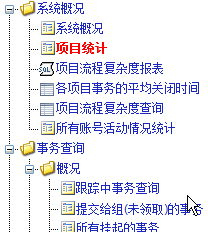 系统概况
系统概况
项目统计
项目流程复杂度报表
各项目事务的平均关闭时间
项目流程复杂度查询
所有账号活动情况统计
事务查询
概况
跟踪中事务查询
提交给组(未领取)的事务
所有挂起的事务